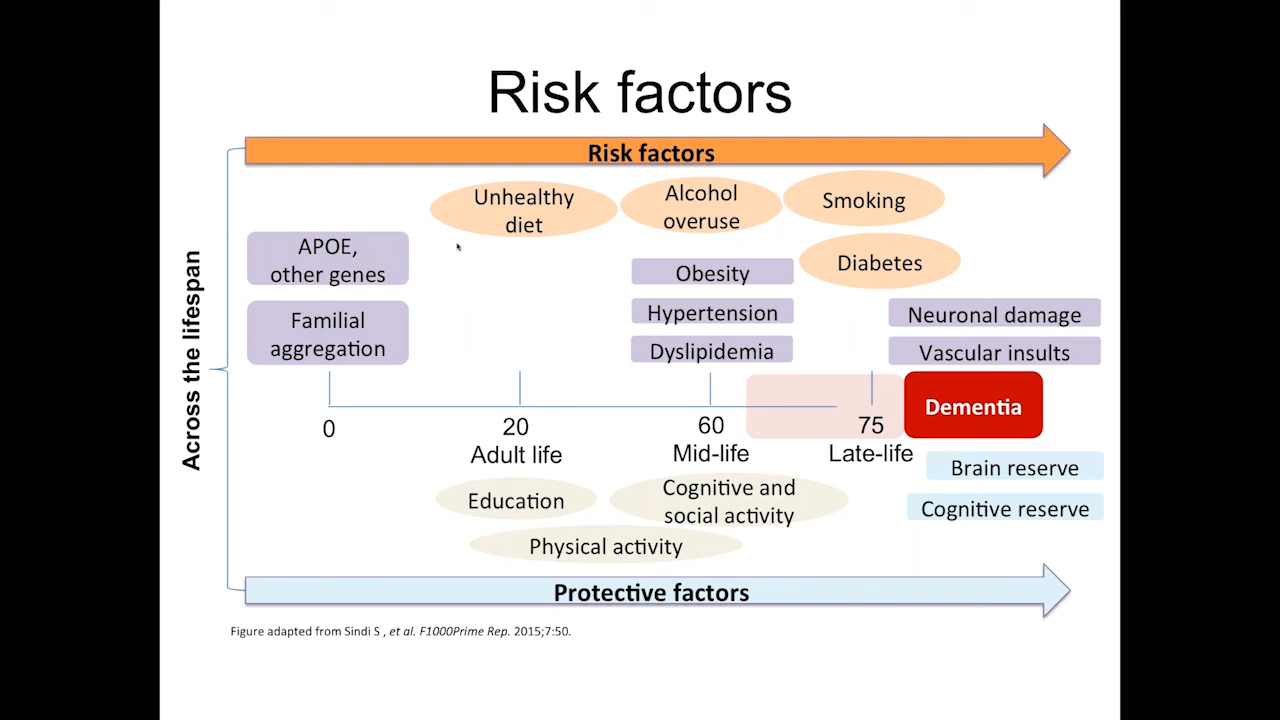 Risk factors
Risk factors
Unhealthy
diet
Alcohol
overuse
Smoking
Diabetes
APOE,
other genes
Familial
aggregation
Obesity
Hypertension
Dyslipidemia
Neuronal damage
Vascular insults
Across the lifespan
Dementia
0
20
Adult life
60
Mid-life
75
Late-life
Brain reserve
Cognitive reserve
Education
Cognitive and
social activity
Physical activity
Protective factors
Figure adapted from Sindi S , et al. F1000Prime Rep. 2015;7:50.